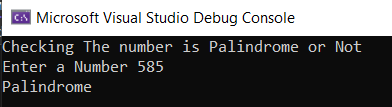 Microsoft Visual Studio Debug Console
Checking The number is Palindrome or Not
Enter a Number 585
Palindrome